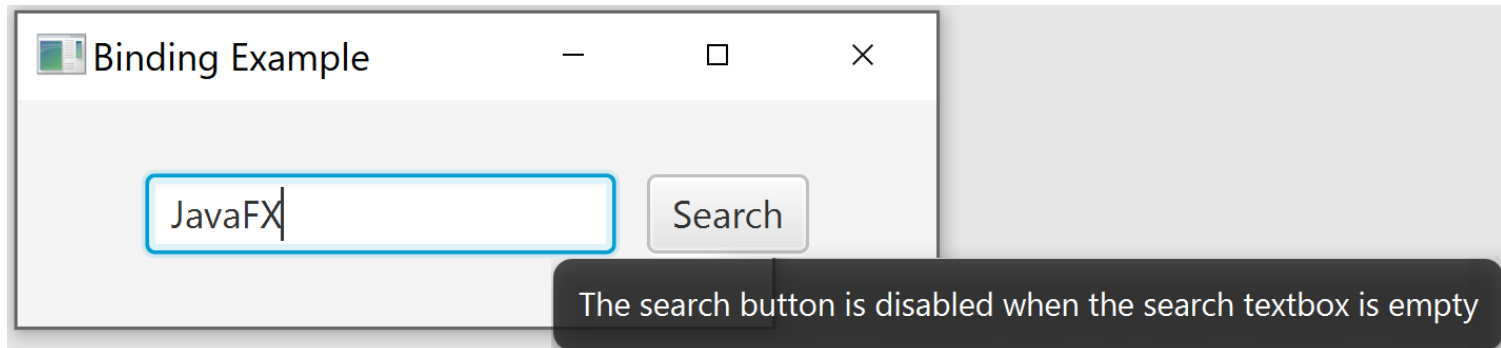 Binding Example
JavaFX
Search
The search button is disabled when the search textbox is empty